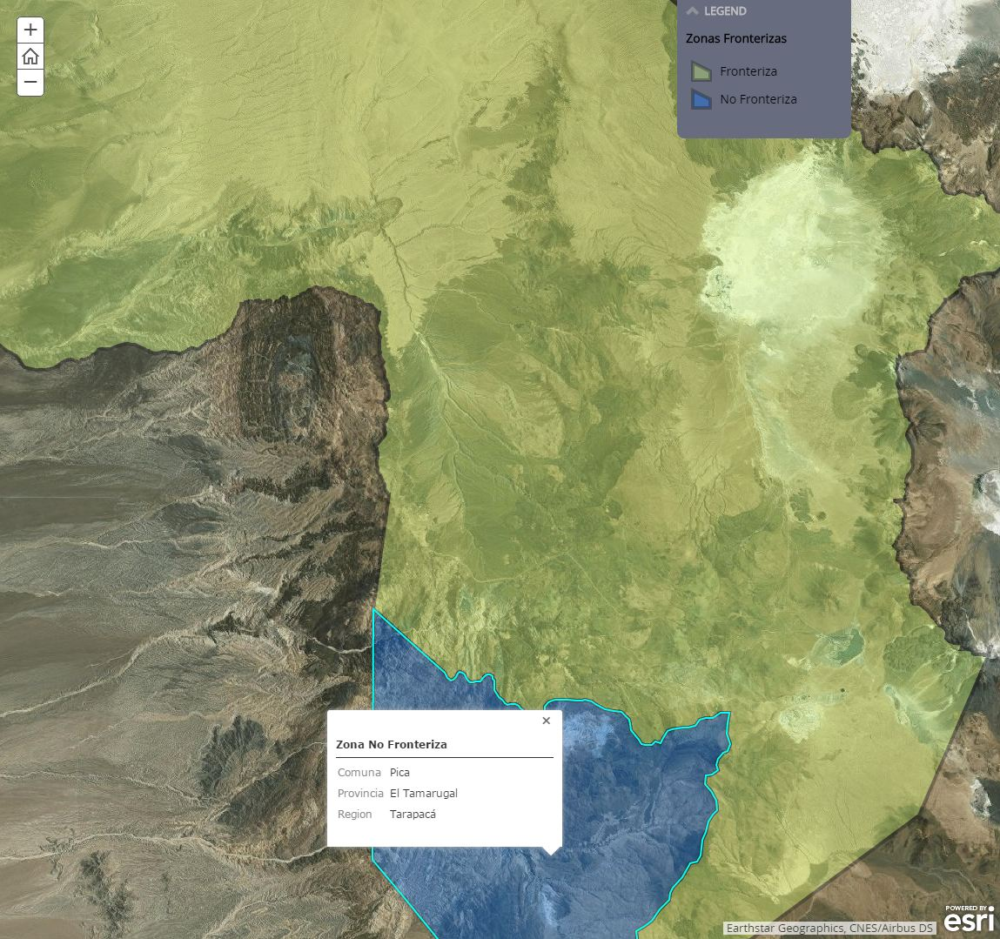 +
−
LEGEND
Zonas Fronterizas
Fronteriza
No Fronteriza
×
Zona No Fronteriza
Comuna Pica
Provincia El Tamarugal
Region Tarapacá
POWERED BY
esri
Earthstar Geographics, CNES/Airbus DS